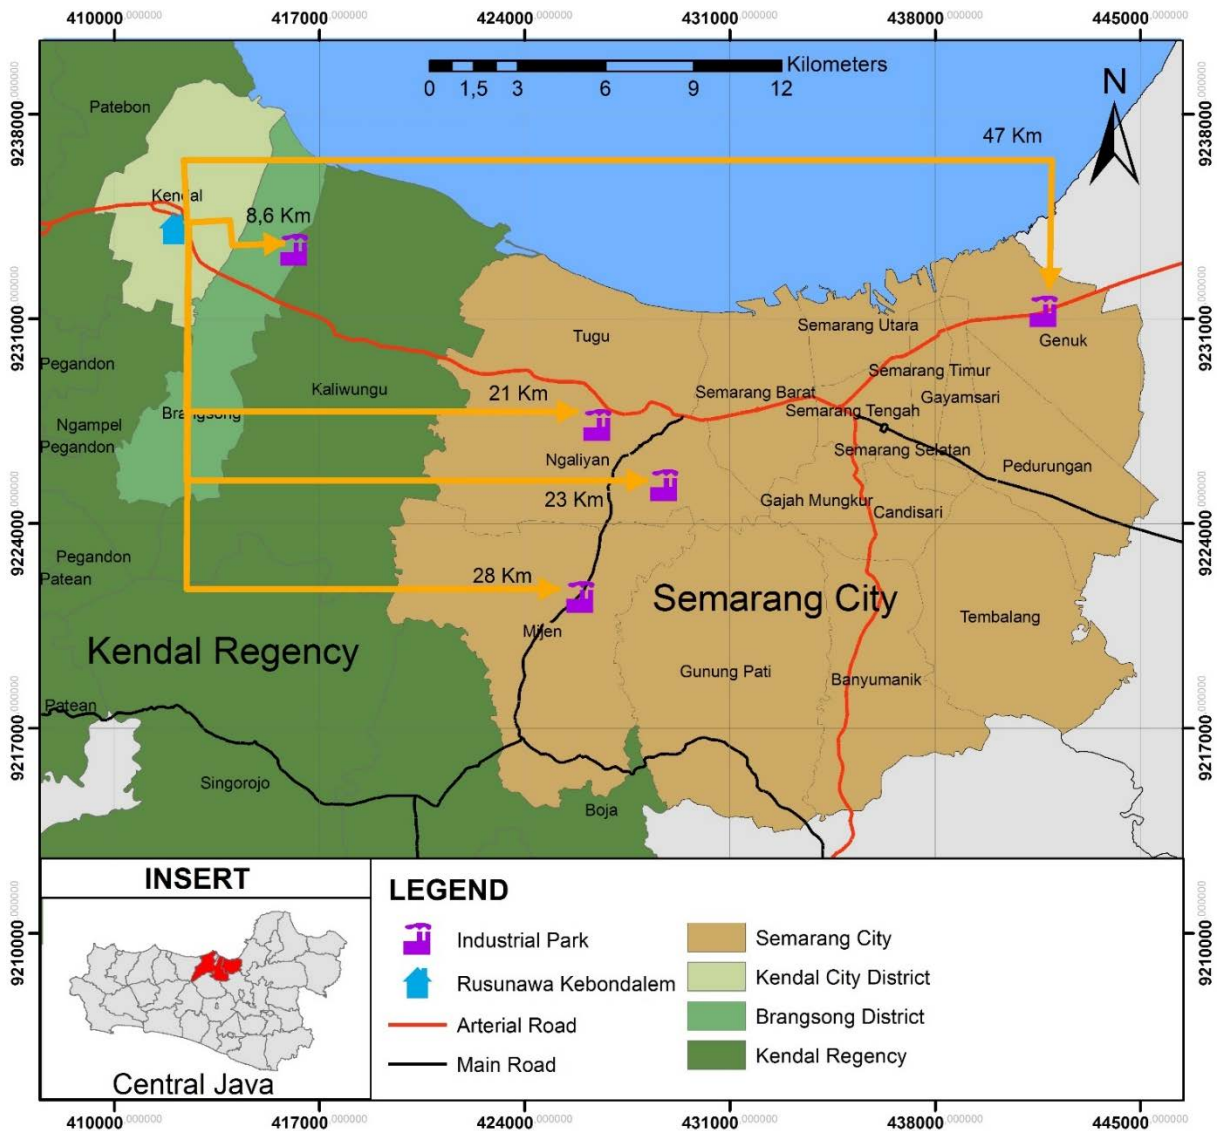 410000.000000 417000.000000 424000.000000 431000.000000 438000.000000 445000.000000
Kilometers
0 1,5 3 6 9 12
N
9238000.000000
9231000.000000
9224000.000000
9217000.000000
9210000.000000
9238000.000000
9231000.000000
9224000.000000
9217000.000000
9210000.000000
Patebon
47 Km
Kendal
8,6 Km
Tugu
Semarang Utara
Genuk
Pegandon
Kaliwungu
Semarang Timur
21 Km
Semarang Barat
Gayamsari
Brangsong
Semarang Tengah
Ngampel
Pegandon
Ngaliyan
Semarang Selatan
Pedurungan
23 Km
Gajah Mungkur
Candisari
Pegandon
Patean
28 Km
Semarang City
Tembalang
Mijen
Kendal Regency
Gunung Pati
Banyumanik
Patean
Singorojo
Boja
INSERT
Central Java
LEGEND
Industrial Park
Rusunawa Kebondalem
Arterial Road
Main Road
Semarang City
Kendal City District
Brangsong District
Kendal Regency
410000.000000 417000.000000 424000.000000 431000.000000 438000.000000 445000.000000